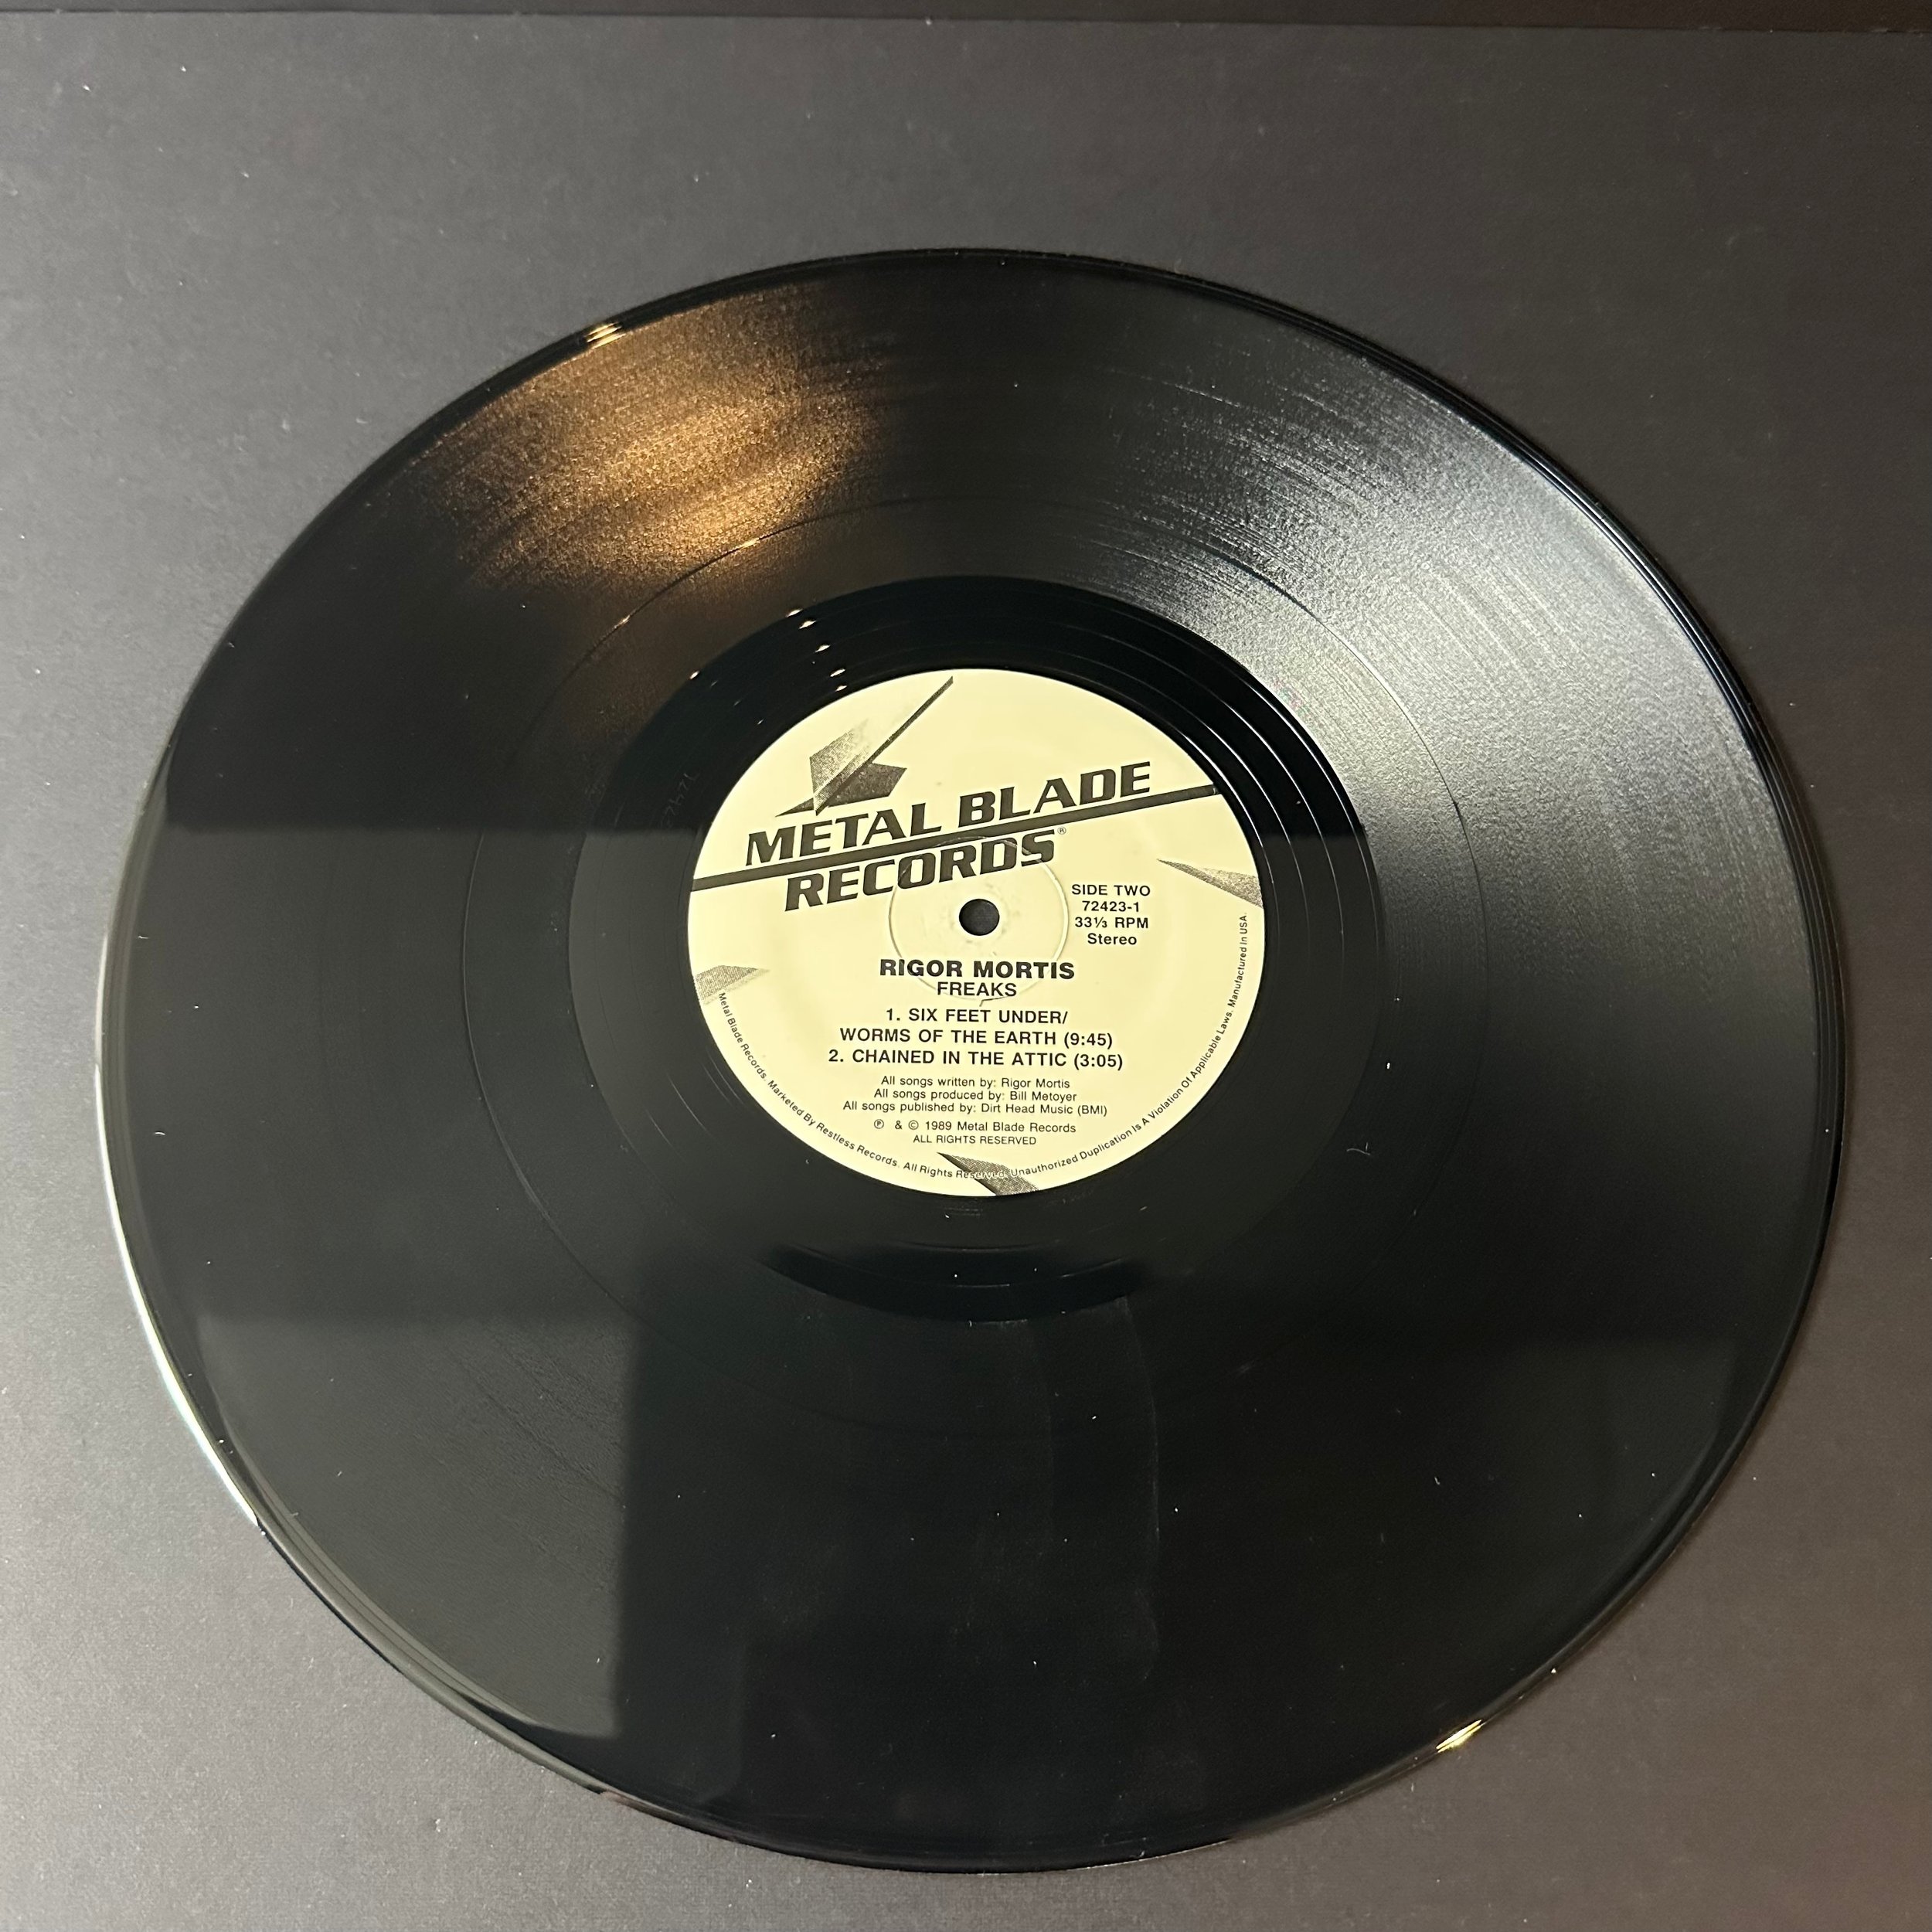 METAL BLADE
RECORDS®
SIDE TWO
72423-1
33⅓ RPM
Stereo
RIGOR MORTIS
FREAKS
1. SIX FEET UNDER/
WORMS OF THE EARTH (9:45)
2. CHAINED IN THE ATTIC (3:05)
All songs written by: Rigor Mortis
All songs produced by: Bill Metoyer
All songs published by: Dirt Head Music (BMI)
℗ & © 1989 Metal Blade Records
ALL RIGHTS RESERVED
Metal Blade Records. Marketed By Restless Records. All Rights Reserved. Unauthorized Duplication Is A Violation Of Applicable Laws. Manufactured In USA.